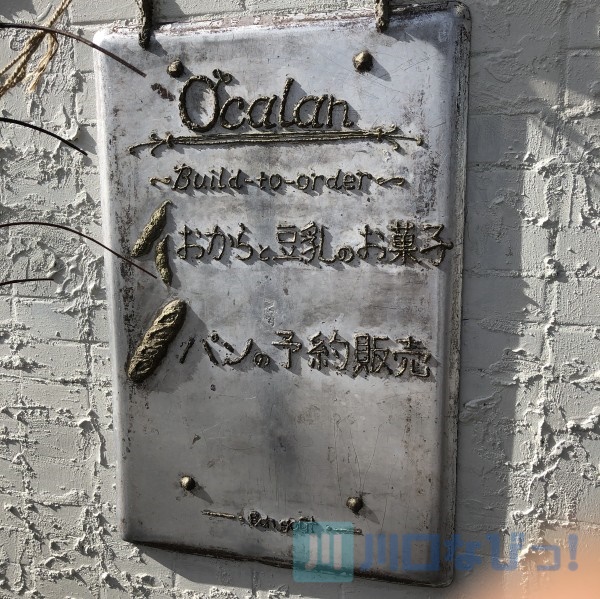 Ocalan
~Build-to-order~
おからと豆乳のお菓子
パンの予約販売
川口なびっ!